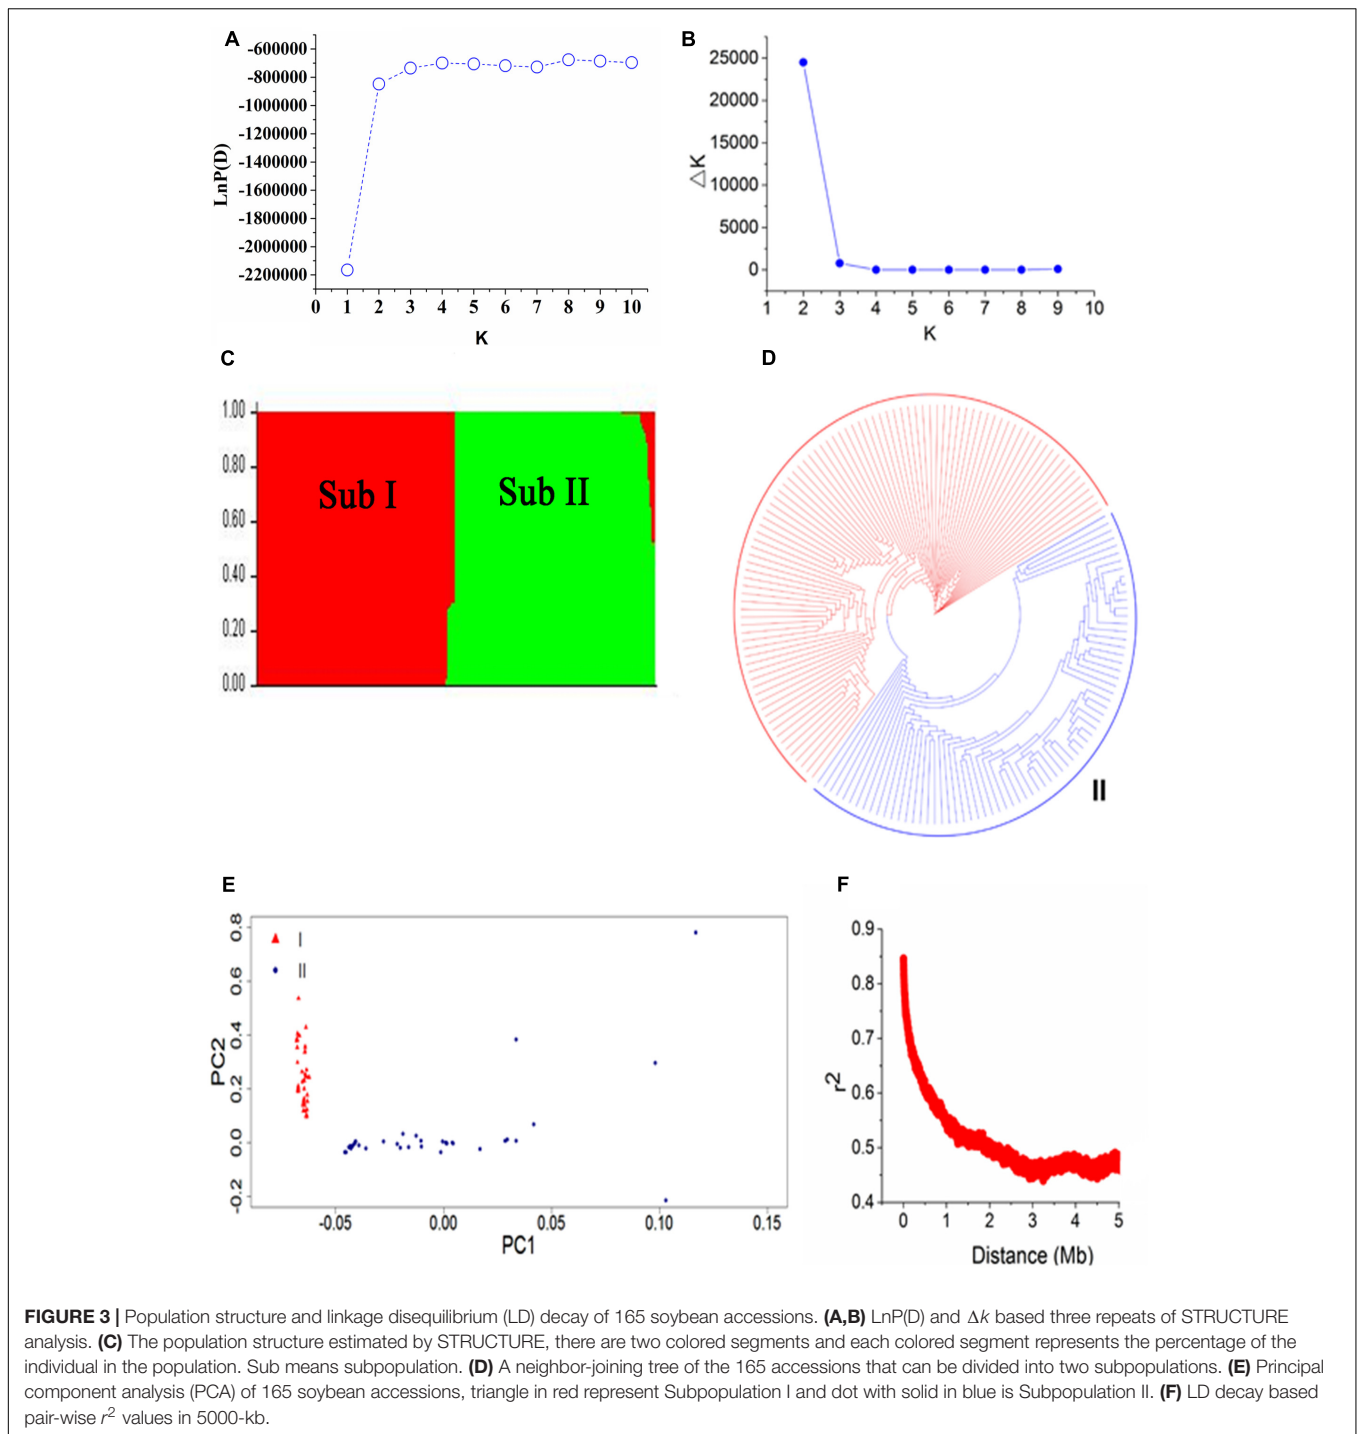 A
-600000
-800000
-1000000
-1200000
-1400000
-1600000
-1800000
-2000000
-2200000
LnP(D)
0 1 2 3 4 5 6 7 8 9 10
K
B
25000
20000
15000
10000
5000
0
△K
1 2 3 4 5 6 7 8 9 10
K
C
1.00
0.80
0.60
0.40
0.20
0.00
Sub I
Sub II
D
II
E
0.8
0.6
0.4
0.2
0.0
-0.2
PC2
I
II
-0.05 0.00 0.05 0.10 0.15
PC1
F
0.9
0.8
0.7
0.6
0.5
0.4
r2
0 1 2 3 4 5
Distance (Mb)
FIGURE 3 | Population structure and linkage disequilibrium (LD) decay of 165 soybean accessions. (A,B) LnP(D) and Δk based three repeats of STRUCTURE
analysis. (C) The population structure estimated by STRUCTURE, there are two colored segments and each colored segment represents the percentage of the
individual in the population. Sub means subpopulation. (D) A neighbor-joining tree of the 165 accessions that can be divided into two subpopulations. (E) Principal
component analysis (PCA) of 165 soybean accessions, triangle in red represent Subpopulation I and dot with solid in blue is Subpopulation II. (F) LD decay based
pair-wise r² values in 5000-kb.